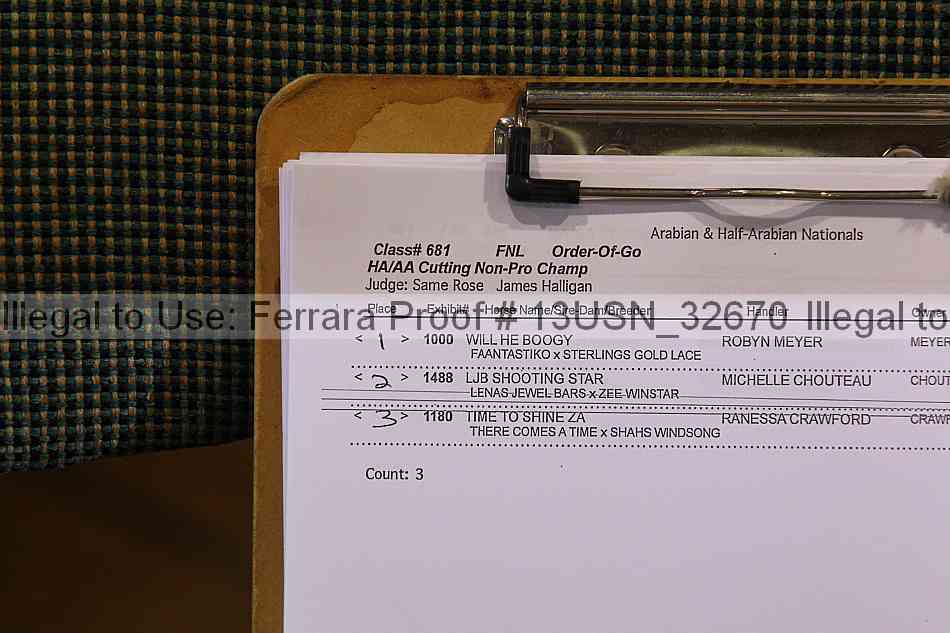 Arabian & Half-Arabian Nationals
Class# 681 FNL Order-Of-Go
HA/AA Cutting Non-Pro Champ
Judge: Same Rose James Halligan
Illegal to Use: Ferrara Proof # 13USN_32670 Illegal to
Place Exhibit# Horse Name/Sire-Dam/Breeder Handler Owner
< 1 > 1000 WILL HE BOOGY ROBYN MEYER MEYER
FAANTASTIKO x STERLINGS GOLD LACE
< 2 > 1488 LJB SHOOTING STAR MICHELLE CHOUTEAU CHOUT
LENAS JEWEL BARS x ZEE WINSTAR
< 3 > 1180 TIME TO SHINE ZA RANESSA CRAWFORD CRAWF
THERE COMES A TIME x SHAHS WINDSONG
Count: 3